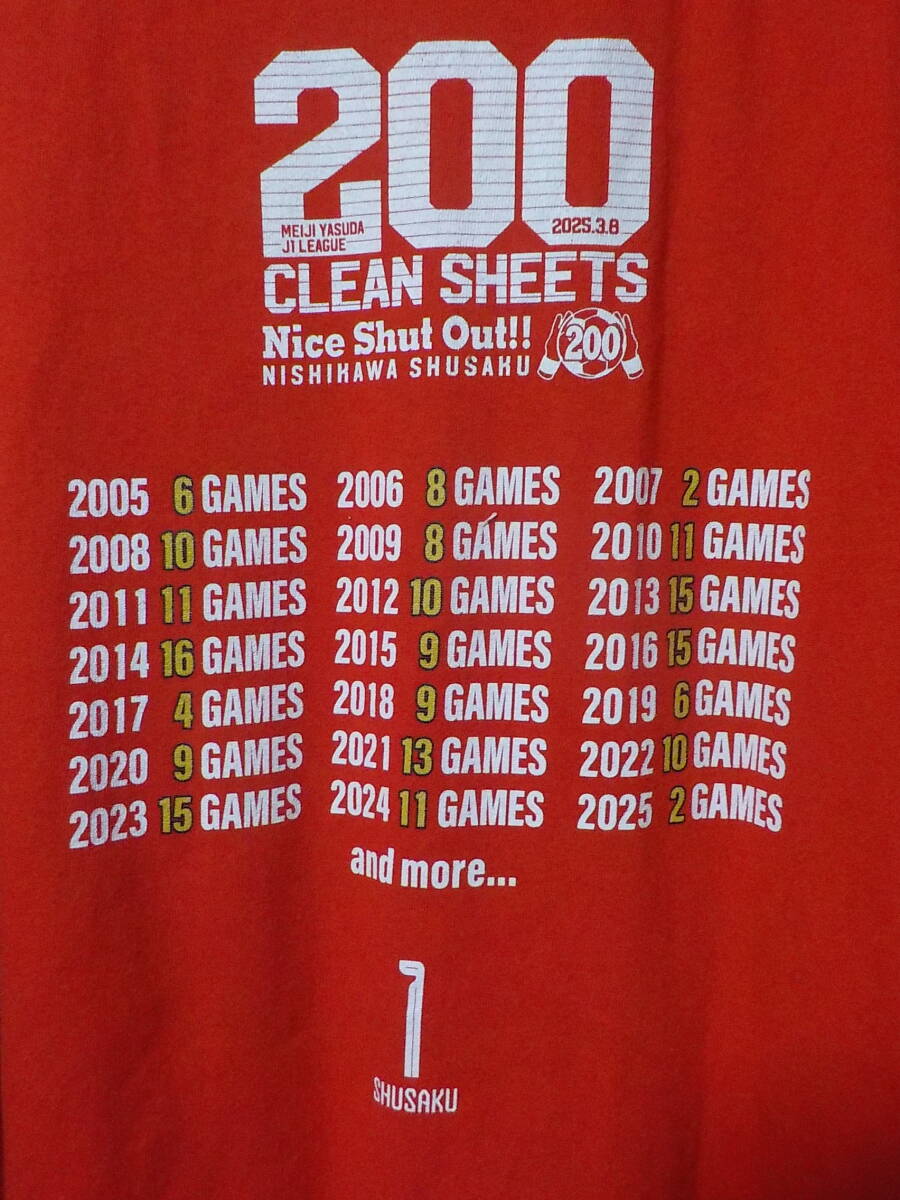 200
MEIJI YASUDA
J1 LEAGUE
2025.3.8
CLEAN SHEETS
Nice Shut Out!!
200
NISHIKAWA SHUSAKU
2005 6 GAMES 2006 8 GAMES 2007 2 GAMES
2008 10 GAMES 2009 8 GAMES 2010 11 GAMES
2011 11 GAMES 2012 10 GAMES 2013 15 GAMES
2014 16 GAMES 2015 9 GAMES 2016 15 GAMES
2017 4 GAMES 2018 9 GAMES 2019 6 GAMES
2020 9 GAMES 2021 13 GAMES 2022 10 GAMES
2023 15 GAMES 2024 11 GAMES 2025 2 GAMES
and more...
1
SHUSAKU